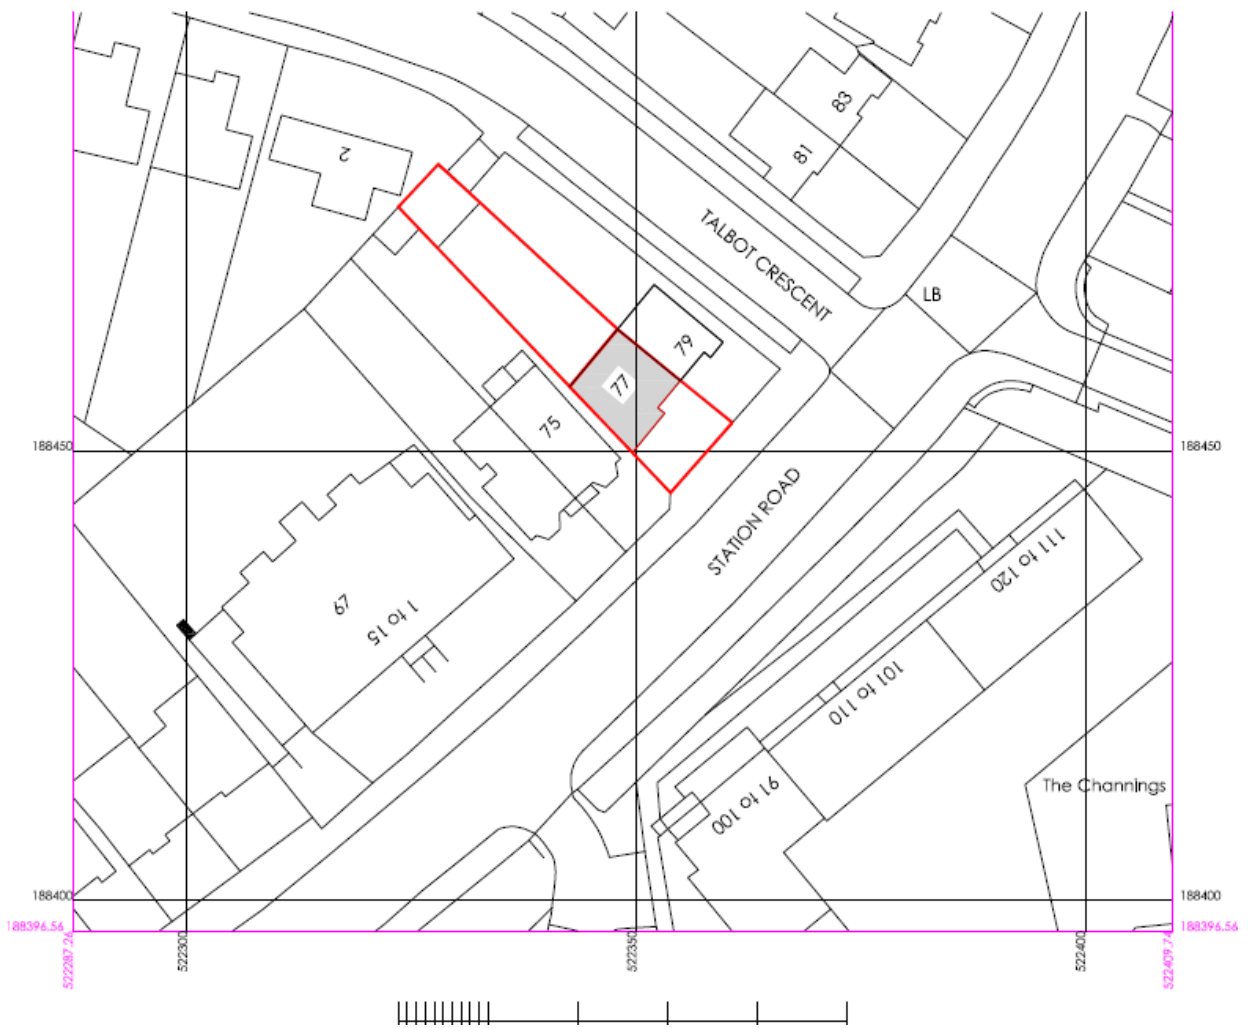 83
2
81
TALBOT CRESCENT
LB
79
77
75
188450
188450
STATION ROAD
111 to 120
67
1 to 15
101 to 110
The Channings
91 to 100
188400
188400
188396.56
188396.56
522287.26
522300
522350
522400
522409.74